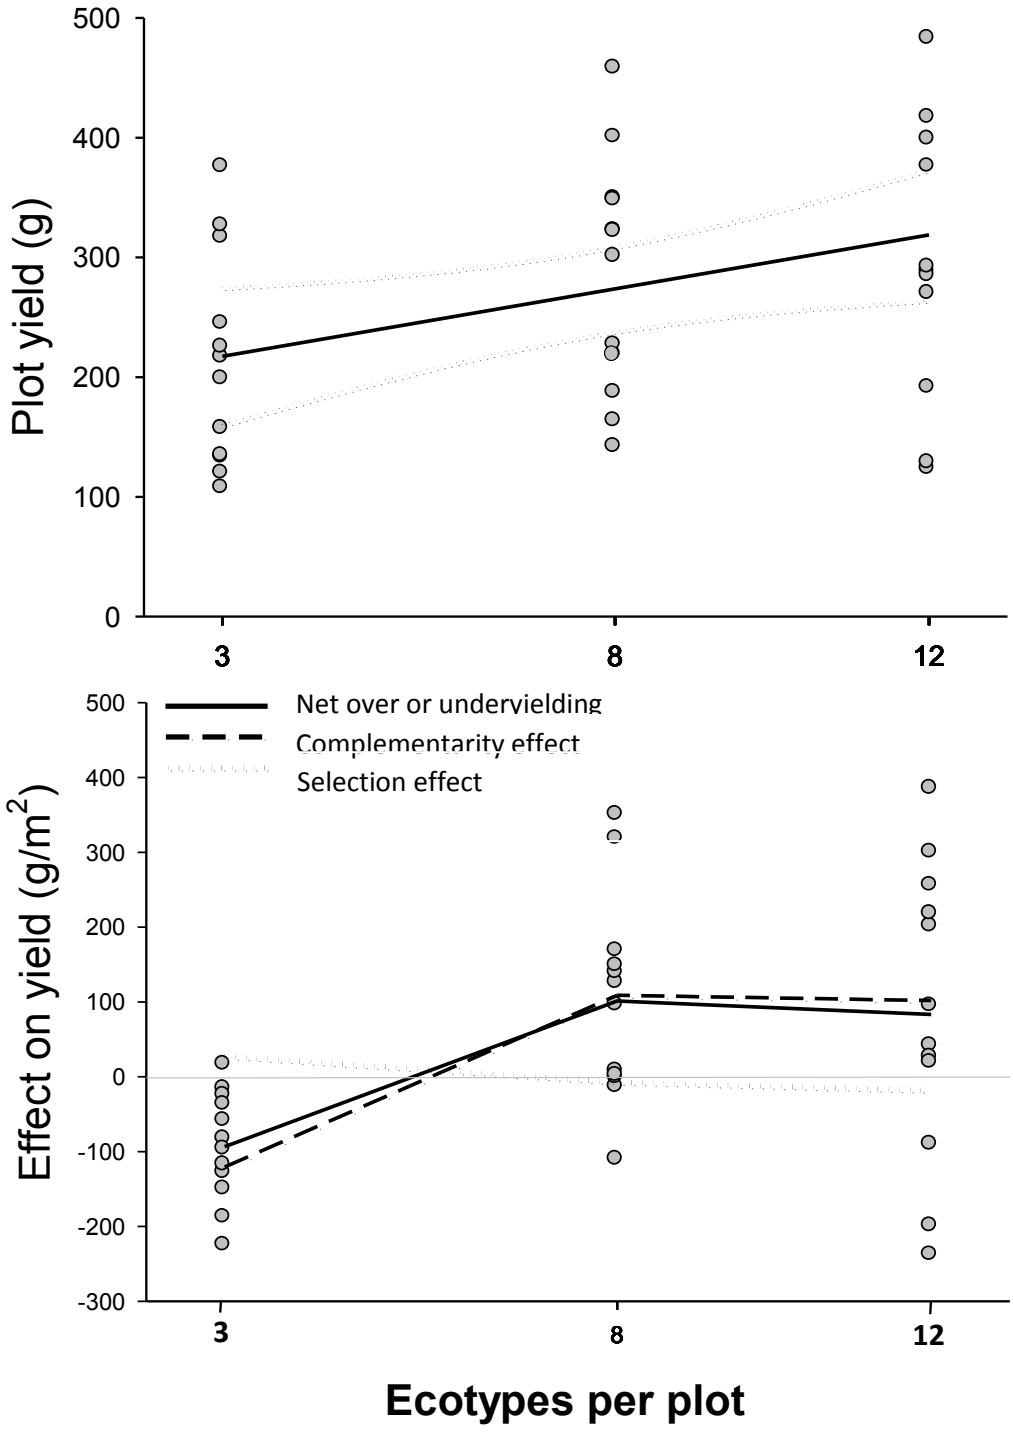 500
400
300
200
100
0
Plot yield (g)
3 8 12
Net over or underyielding
Complementarity effect
Selection effect
500
400
300
200
100
0
-100
-200
-300
Effect on yield (g/m²)
3 8 12
Ecotypes per plot